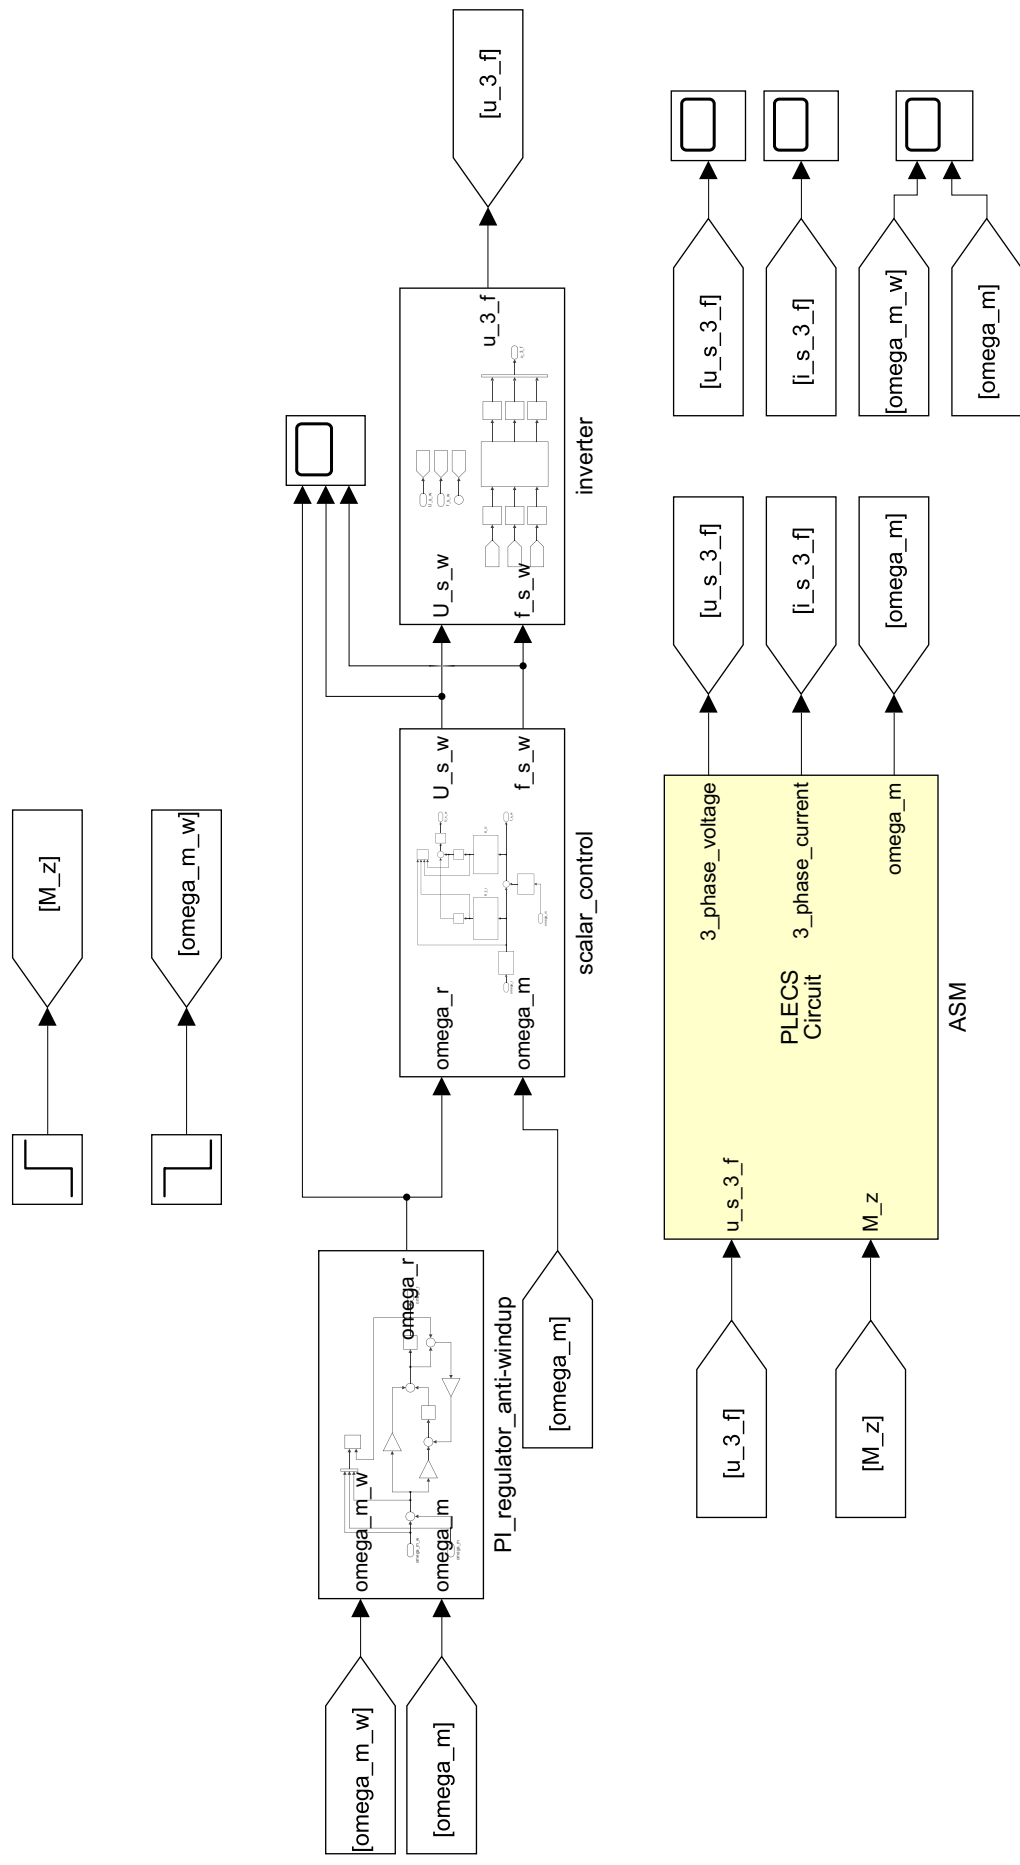 [M_z]
[omega_m_w]
[omega_m_w]
[omega_m]
omega_m_w
omega_m
omega_r
PI_regulator_anti-windup
[omega_m]
omega_r
omega_m
U_s_w
f_s_w
scalar_control
U_s_w
f_s_w
u_3_f
inverter
[u_3_f]
[u_3_f]
[M_z]
u_s_3_f
M_z
PLECS
Circuit
3_phase_voltage
3_phase_current
omega_m
ASM
[u_s_3_f]
[i_s_3_f]
[omega_m]
[u_s_3_f]
[i_s_3_f]
[omega_m_w]
[omega_m]